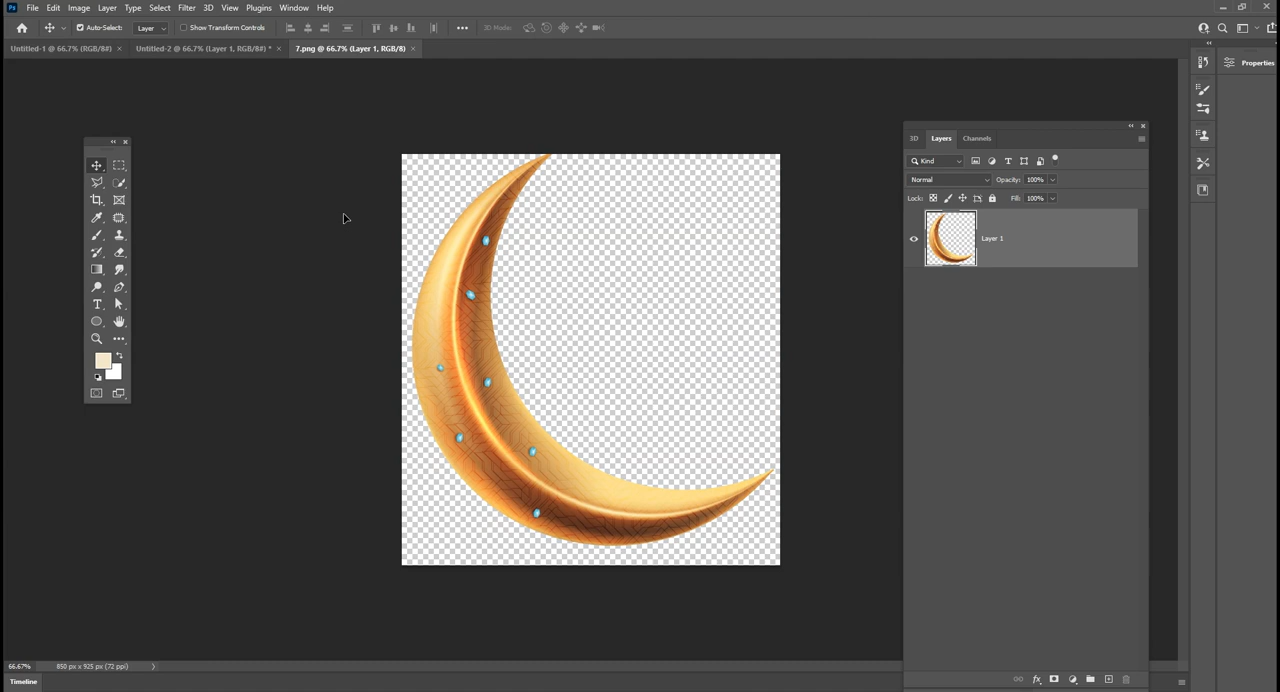 Ps File Edit Image Layer Type Select Filter 3D View Plugins Window Help
Auto-Select: Layer Show Transform Controls 3D Mode:
Untitled-1 @ 66.7% (RGB/8#) × Untitled-2 @ 66.7% (Layer 1, RGB/8#) * × 7.png @ 66.7% (Layer 1, RGB/8) ×
Properties
3D Layers Channels
Kind
Normal Opacity: 100%
Lock: Fill: 100%
Layer 1
66.67% 850 px x 925 px (72 ppi)
Timeline